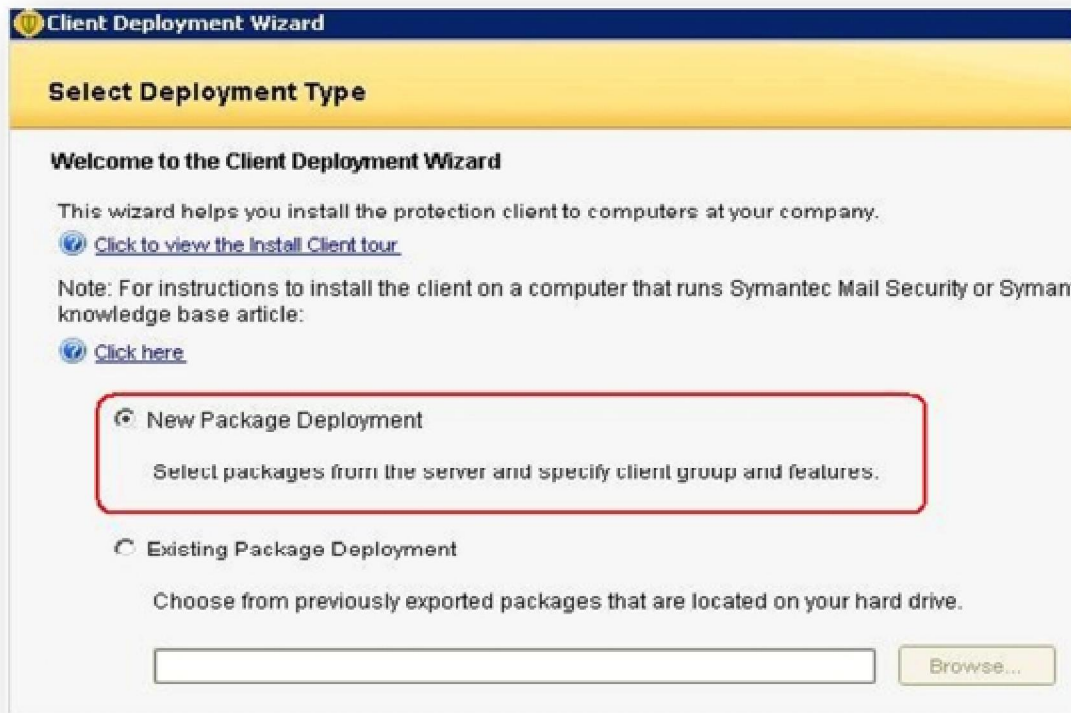 Client Deployment Wizard
Select Deployment Type
Welcome to the Client Deployment Wizard
This wizard helps you install the protection client to computers at your company.
Click to view the Install Client tour
Note: For instructions to install the client on a computer that runs Symantec Mail Security or Syman
knowledge base article:
Click here
New Package Deployment
Select packages from the server and specify client group and features.
Existing Package Deployment
Choose from previously exported packages that are located on your hard drive.
Browse...